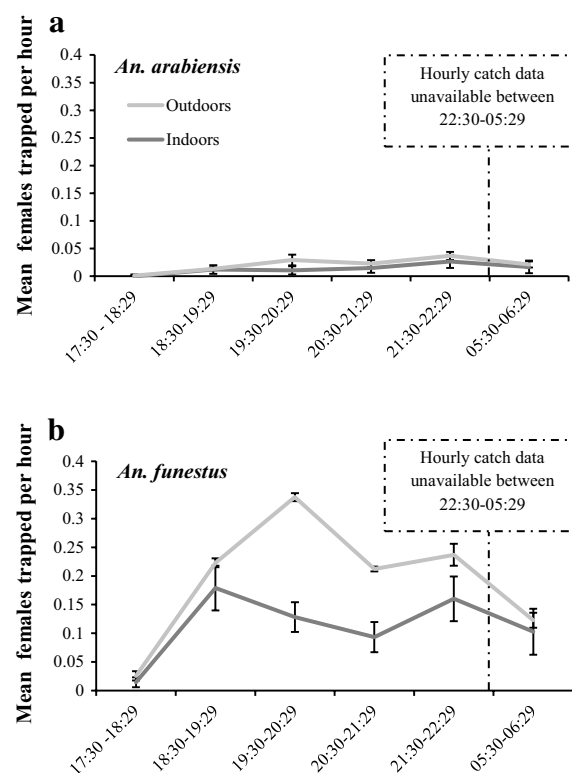 a
Mean females trapped per hour
0.4
0.35
0.3
0.25
0.2
0.15
0.1
0.05
0
An. arabiensis
Outdoors
Indoors
Hourly catch data
unavailable between
22:30-05:29
17:30 - 18:29
18:30-19:29
19:30-20:29
20:30-21:29
21:30-22:29
05:30-06:29
b
Mean females trapped per hour
0.4
0.35
0.3
0.25
0.2
0.15
0.1
0.05
0
An. funestus
Hourly catch data
unavailable between
22:30-05:29
17:30 -18:29
18:30-19:29
19:30-20:29
20:30-21:29
21:30-22:29
05:30-06:29